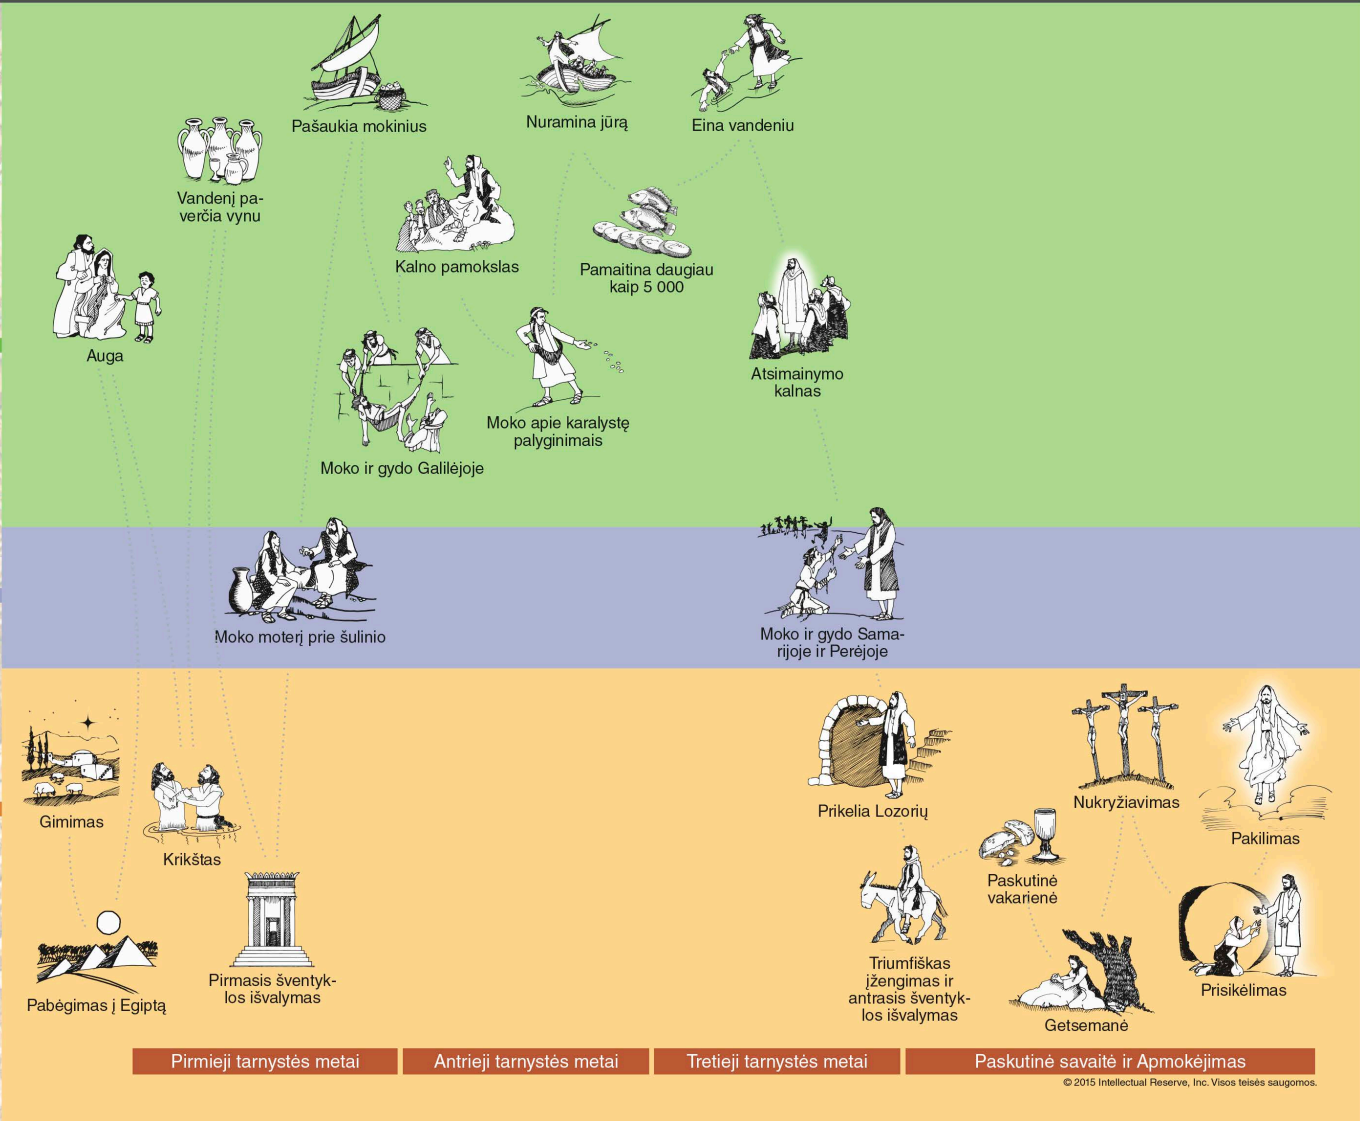 Pašaukia mokinius
Nuramina jūrą
Eina vandeniu
Vandenį pa-
verčia vynu
Kalno pamokslas
Pamaitina daugiau
kaip 5 000
Auga
Atsimainymo
kalnas
Moko apie karalystę
palyginimais
Moko ir gydo Galilėjoje
Moko moterį prie šulinio
Moko ir gydo Sama-
rijoje ir Perėjoje
Gimimas
Krikštas
Prikelia Lozorių
Nukryžiavimas
Pakilimas
Paskutinė
vakarienė
Pabėgimas į Egiptą
Pirmasis šventyk-
los išvalymas
Triumfiškas
įžengimas ir
antrasis šventyk-
los išvalymas
Getsemanė
Prisikėlimas
Pirmieji tarnystės metai
Antrieji tarnystės metai
Tretieji tarnystės metai
Paskutinė savaitė ir Apmokėjimas
© 2015 Intellectual Reserve, Inc. Visos teisės saugomos.